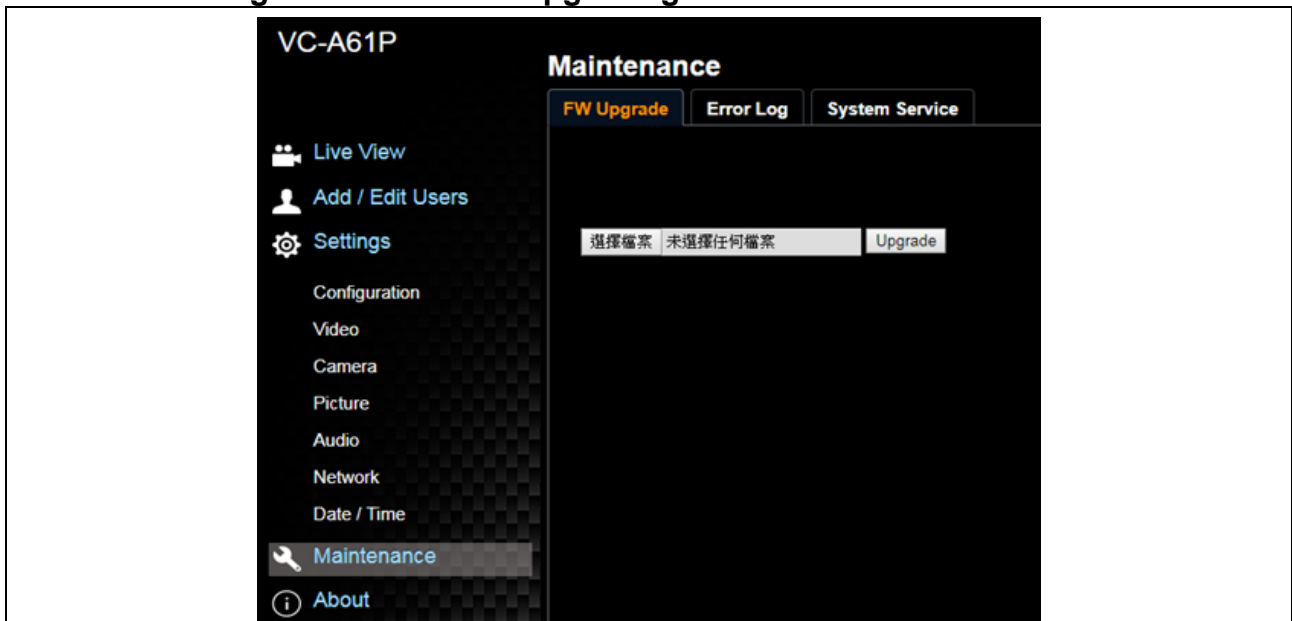 VC-A61P
Maintenance
FW Upgrade Error Log System Service
Live View
Add / Edit Users
Settings
選擇檔案 未選擇任何檔案 Upgrade
Configuration
Video
Camera
Picture
Audio
Network
Date / Time
Maintenance
About